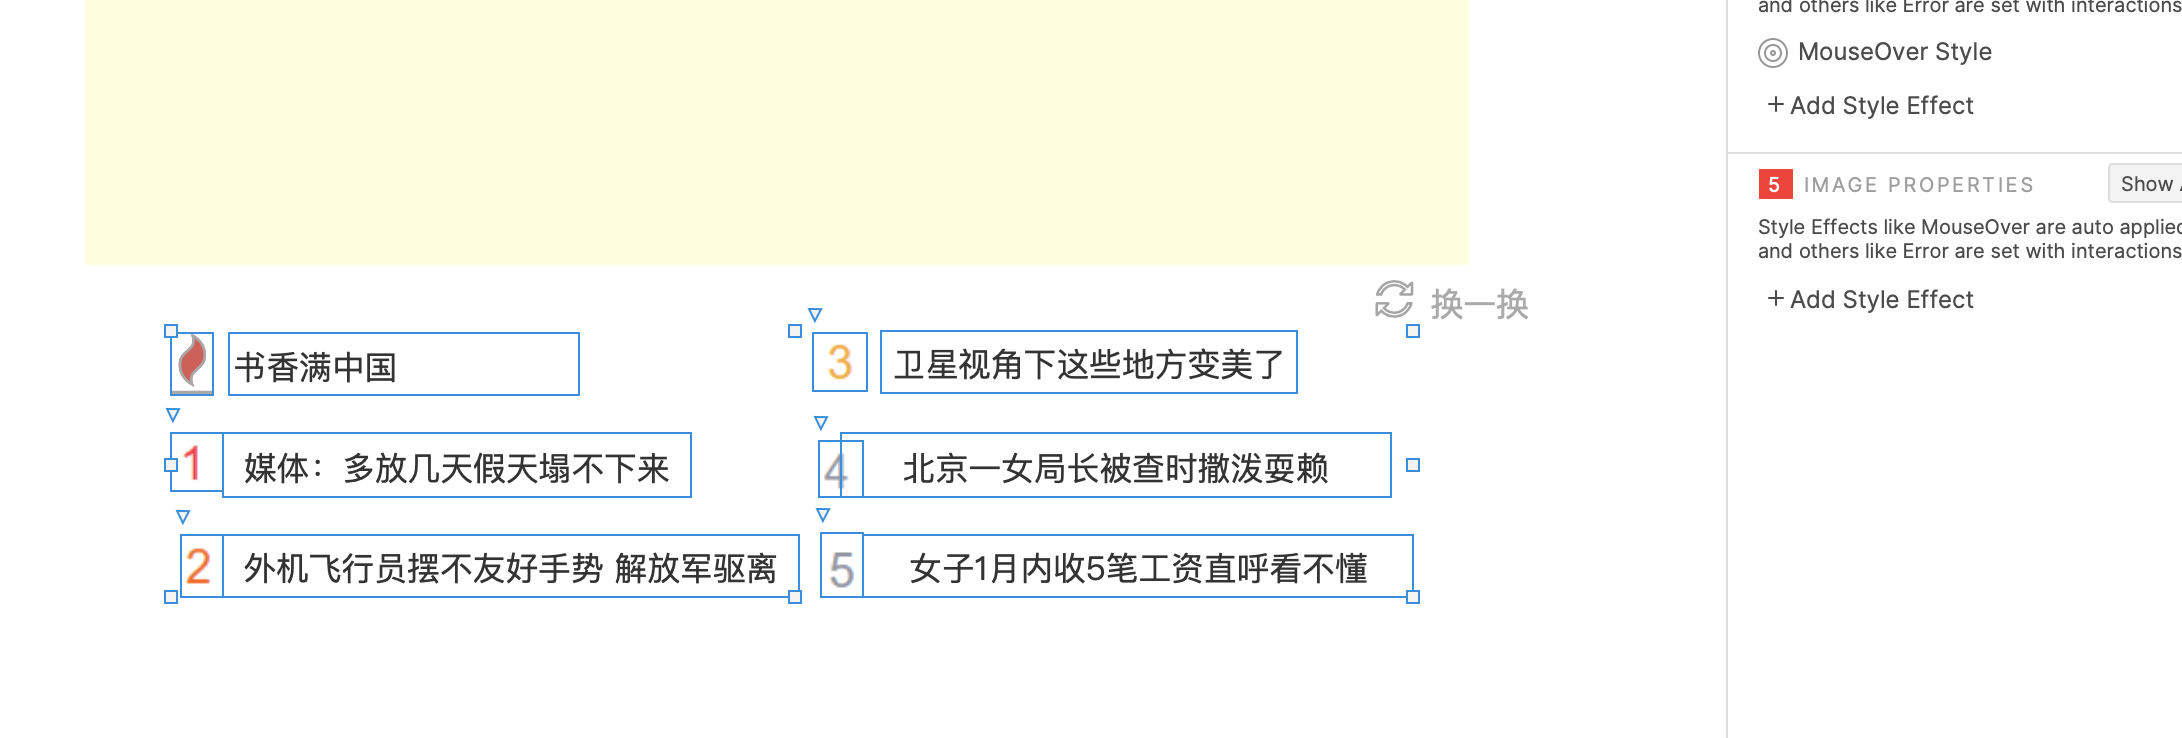 换一换
书香满中国
3 卫星视角下这些地方变美了
1 媒体：多放几天假天塌不下来
4 北京一女局长被查时撒泼耍赖
2 外机飞行员摆不友好手势 解放军驱离
5 女子1月内收5笔工资直呼看不懂
and others like Error are set with interactions
MouseOver Style
+ Add Style Effect
5 IMAGE PROPERTIES
Show
Style Effects like MouseOver are auto applied
and others like Error are set with interactions
+ Add Style Effect